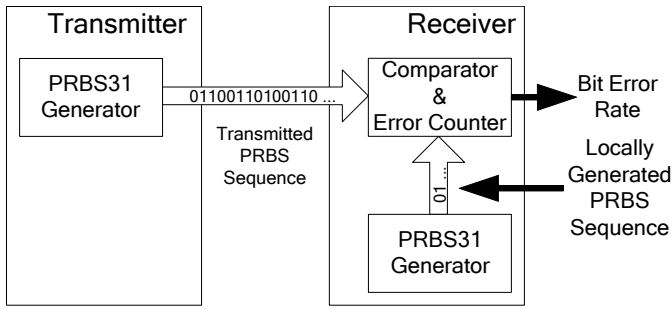 Transmitter
PRBS31
Generator
01100110100110 ...
Transmitted
PRBS
Sequence
Receiver
Comparator
&
Error Counter
Bit Error
Rate
01 ...
Locally
Generated
PRBS
Sequence
PRBS31
Generator